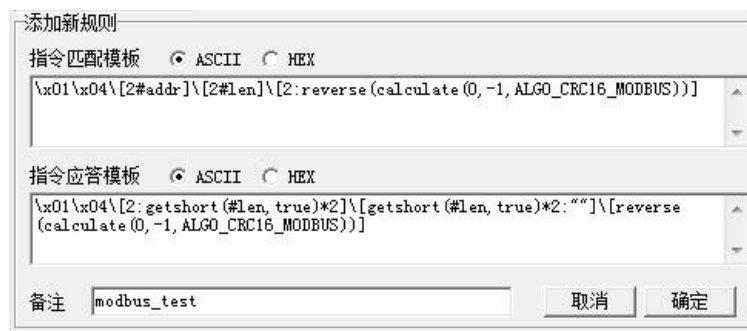 添加新规则
指令匹配模板 ASCII HEX
\x01\x04\[2#addr]\[2#len]\[2:reverse(calculate(0,-1,ALGO_CRC16_MODBUS))]
指令应答模板 ASCII HEX
\x01\x04\[2:getshort(#len,true)*2]\[getshort(#len,true)*2:""]\[reverse
(calculate(0,-1,ALGO_CRC16_MODBUS))]
备注 modbus_test 取消 确定